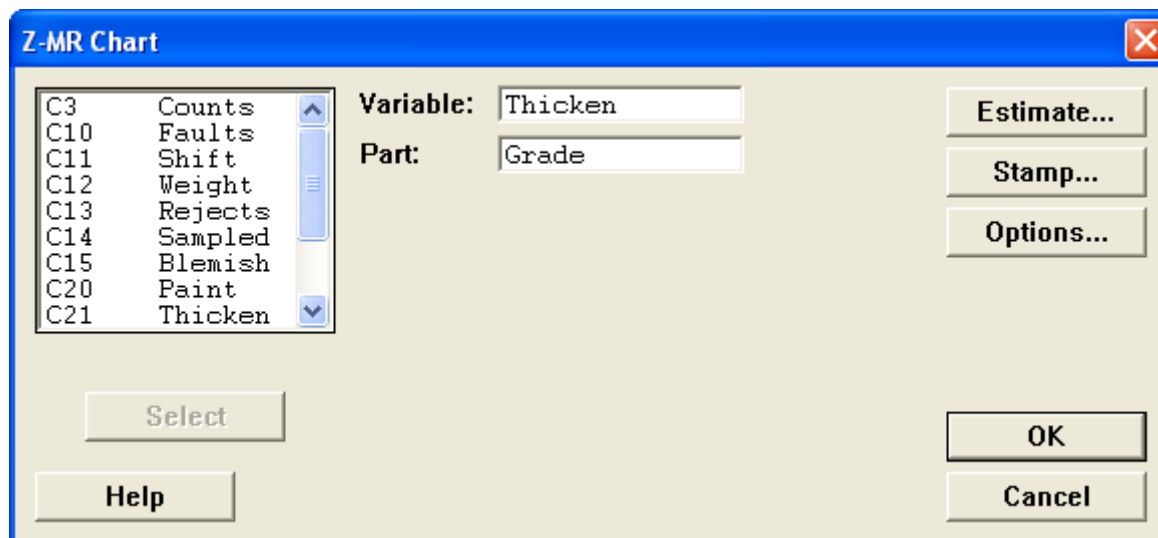 Z-MR Chart
C3 Counts
C10 Faults
C11 Shift
C12 Weight
C13 Rejects
C14 Sampled
C15 Blemish
C20 Paint
C21 Thicken
Variable: Thicken
Part: Grade
Estimate...
Stamp...
Options...
Select
Help
OK
Cancel